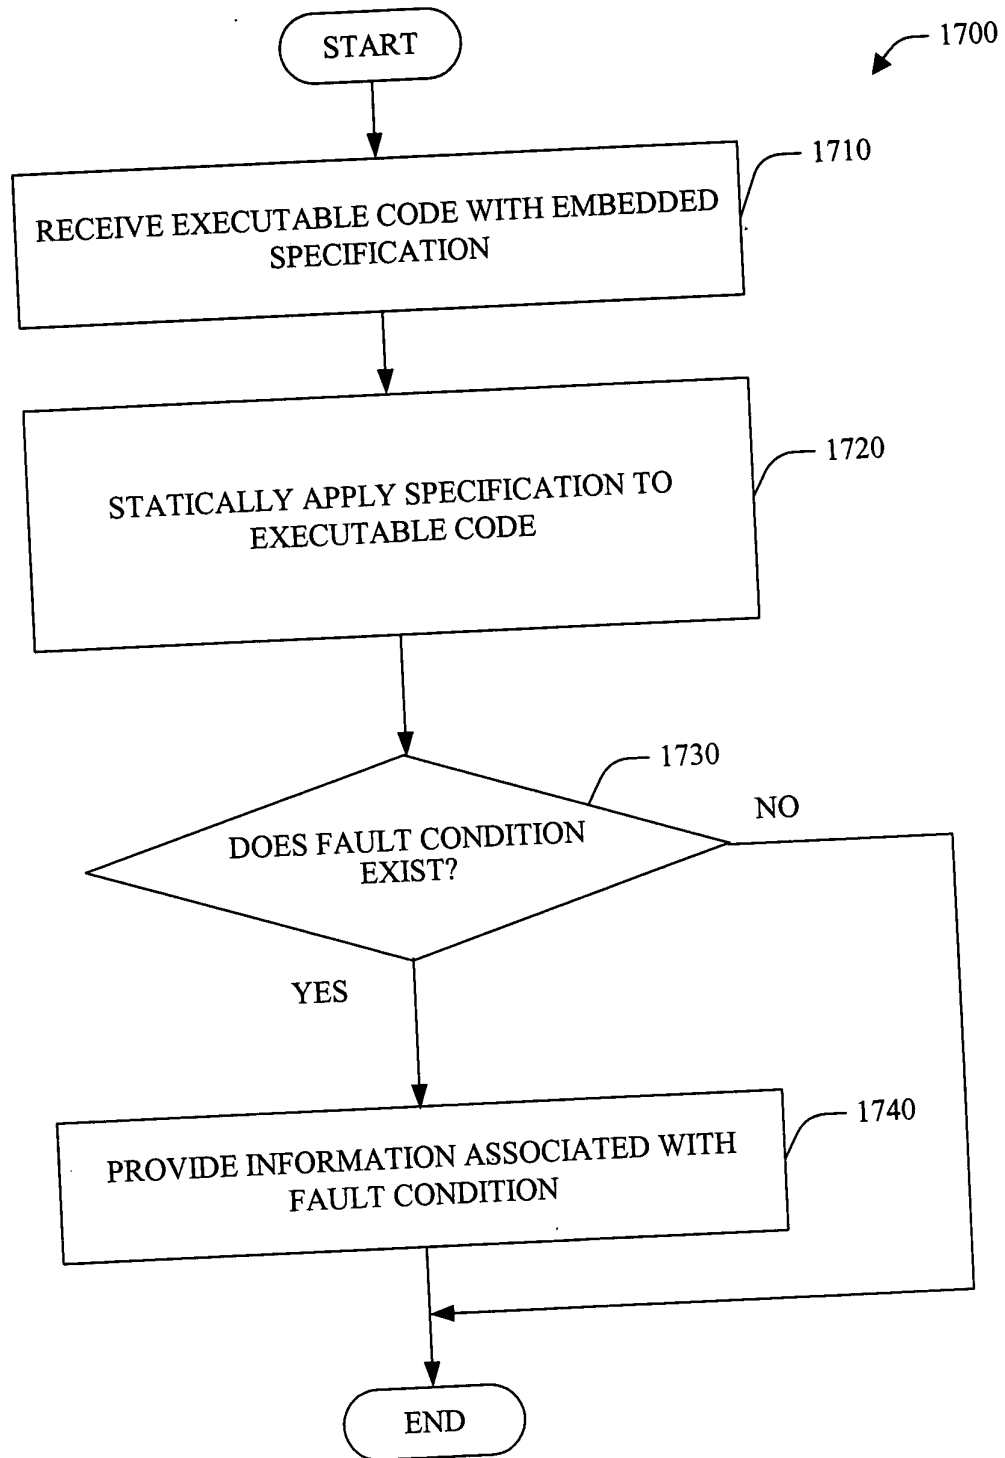 START
1700
1710
RECEIVE EXECUTABLE CODE WITH EMBEDDED
SPECIFICATION
1720
STATICALLY APPLY SPECIFICATION TO
EXECUTABLE CODE
1730
NO
DOES FAULT CONDITION
EXIST?
YES
1740
PROVIDE INFORMATION ASSOCIATED WITH
FAULT CONDITION
END